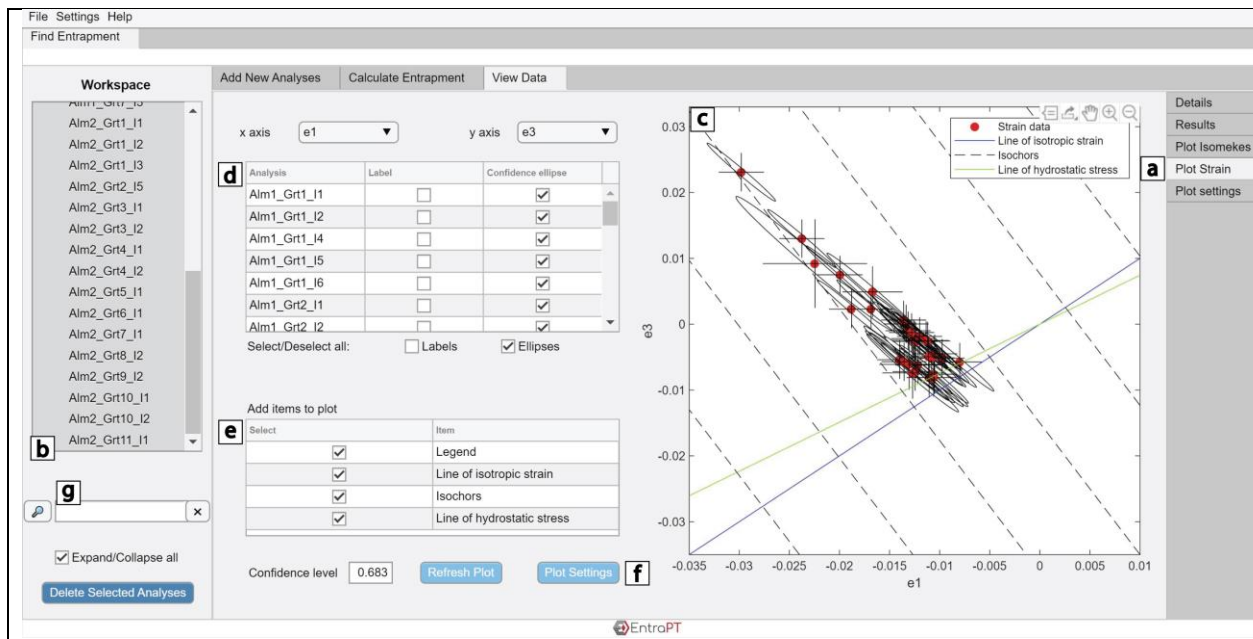 File Settings Help
Find Entrapment
Workspace
Alm1_Grt7_I3
Alm2_Grt1_I1
Alm2_Grt1_I2
Alm2_Grt1_I3
Alm2_Grt2_I5
Alm2_Grt3_I1
Alm2_Grt3_I2
Alm2_Grt4_I1
Alm2_Grt4_I2
Alm2_Grt5_I1
Alm2_Grt6_I1
Alm2_Grt7_I1
Alm2_Grt8_I2
Alm2_Grt9_I2
Alm2_Grt10_I1
Alm2_Grt10_I2
Alm2_Grt11_I1
b
g
Expand/Collapse all
Delete Selected Analyses
Add New Analyses Calculate Entrapment View Data
x axis e1 y axis e3
d
Analysis Label Confidence ellipse
Alm1_Grt1_I1
Alm1_Grt1_I2
Alm1_Grt1_I4
Alm1_Grt1_I5
Alm1_Grt1_I6
Alm1_Grt2_I1
Alm1_Grt2_I2
Select/Deselect all: Labels Ellipses
Add items to plot
e
Select Item
Legend
Line of isotropic strain
Isochors
Line of hydrostatic stress
Confidence level 0.683 Refresh Plot Plot Settings f
c
Strain data
Line of isotropic strain
Isochors
Line of hydrostatic stress
0.03
0.02
0.01
0
-0.01
-0.02
-0.03
e3
-0.035 -0.03 -0.025 -0.02 -0.015 -0.01 -0.005 0 0.005 0.01
e1
Details
Results
Plot Isomekes
a Plot Strain
Plot settings
EntraPT